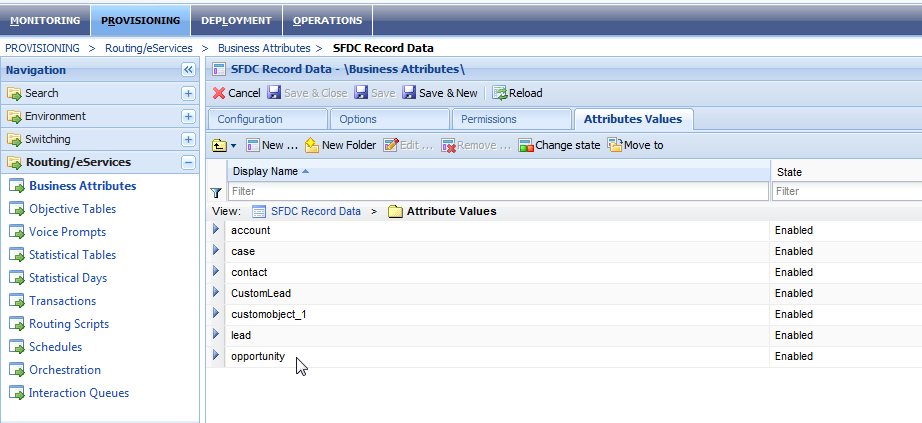 MONITORING PROVISIONING DEPLOYMENT OPERATIONS
PROVISIONING > Routing/eServices > Business Attributes > SFDC Record Data
Navigation
Search
Environment
Switching
Routing/eServices
Business Attributes
Objective Tables
Voice Prompts
Statistical Tables
Statistical Days
Transactions
Routing Scripts
Schedules
Orchestration
Interaction Queues
SFDC Record Data - \Business Attributes\
Cancel Save & Close Save Save & New Reload
Configuration Options Permissions Attributes Values
New ... New Folder Edit ... Remove ... Change state Move to
Display Name State
Filter Filter
View: SFDC Record Data > Attribute Values
account Enabled
case Enabled
contact Enabled
CustomLead Enabled
customobject_1 Enabled
lead Enabled
opportunity Enabled